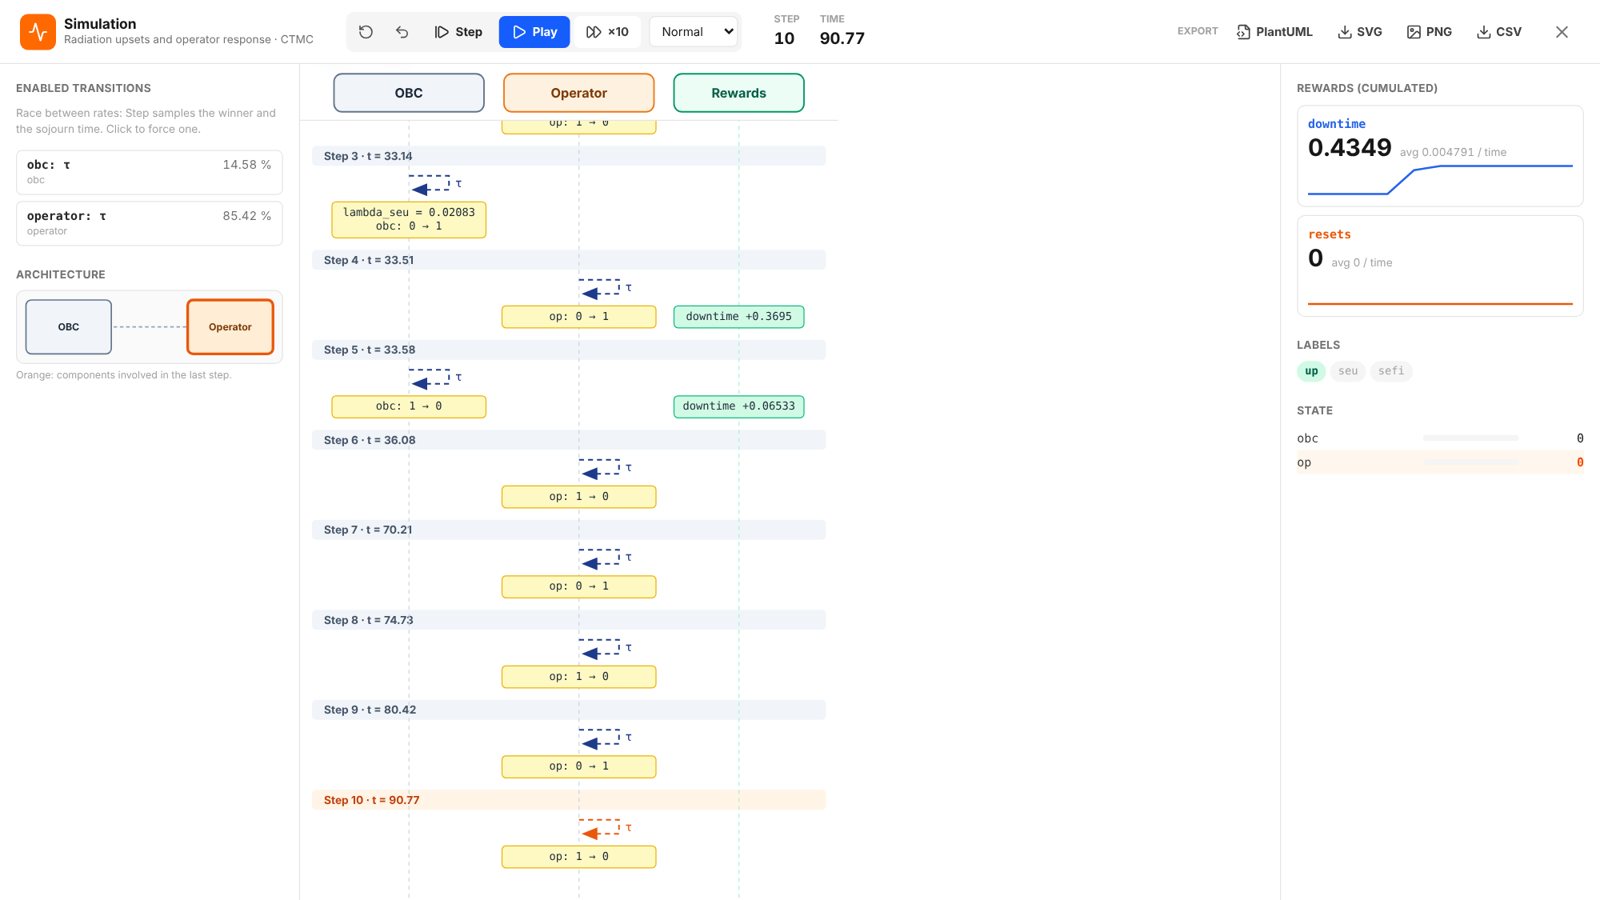 Simulation
Radiation upsets and operator response · CTMC
Step
Play
×10
Normal
STEP
10
TIME
90.77
EXPORT
PlantUML
SVG
PNG
CSV
ENABLED TRANSITIONS
Race between rates: Step samples the winner and
the sojourn time. Click to force one.
obc: τ
14.58 %
obc
operator: τ
85.42 %
operator
ARCHITECTURE
OBC
Operator
Orange: components involved in the last step.
OBC
Operator
Rewards
op: 1 → 0
Step 3 · t = 33.14
τ
lambda_seu = 0.02083
obc: 0 → 1
Step 4 · t = 33.51
τ
op: 0 → 1
downtime +0.3695
Step 5 · t = 33.58
τ
obc: 1 → 0
downtime +0.06533
Step 6 · t = 36.08
τ
op: 1 → 0
Step 7 · t = 70.21
τ
op: 0 → 1
Step 8 · t = 74.73
τ
op: 1 → 0
Step 9 · t = 80.42
τ
op: 0 → 1
Step 10 · t = 90.77
τ
op: 1 → 0
REWARDS (CUMULATED)
downtime
0.4349 avg 0.004791 / time
resets
0 avg 0 / time
LABELS
up
seu
sefi
STATE
obc
0
op
0